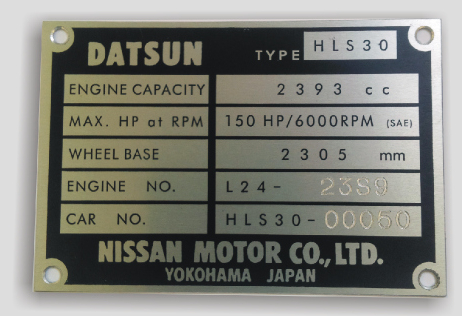 DATSUN TYPE HLS30
ENGINE CAPACITY 2393 cc
MAX. HP at RPM 150 HP/6000RPM (SAE)
WHEEL BASE 2305 mm
ENGINE NO. L24- 2389
CAR NO. HLS30-00060
NISSAN MOTOR CO., LTD.
YOKOHAMA JAPAN